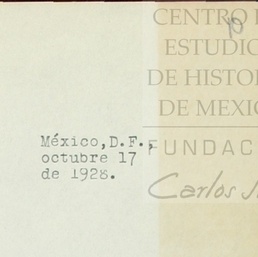 CENTRO
ESTUDIO
DE HISTOR
DE MEXIC
México,D.F.,
octubre 17
de 1928.
FUNDAC
Carlos